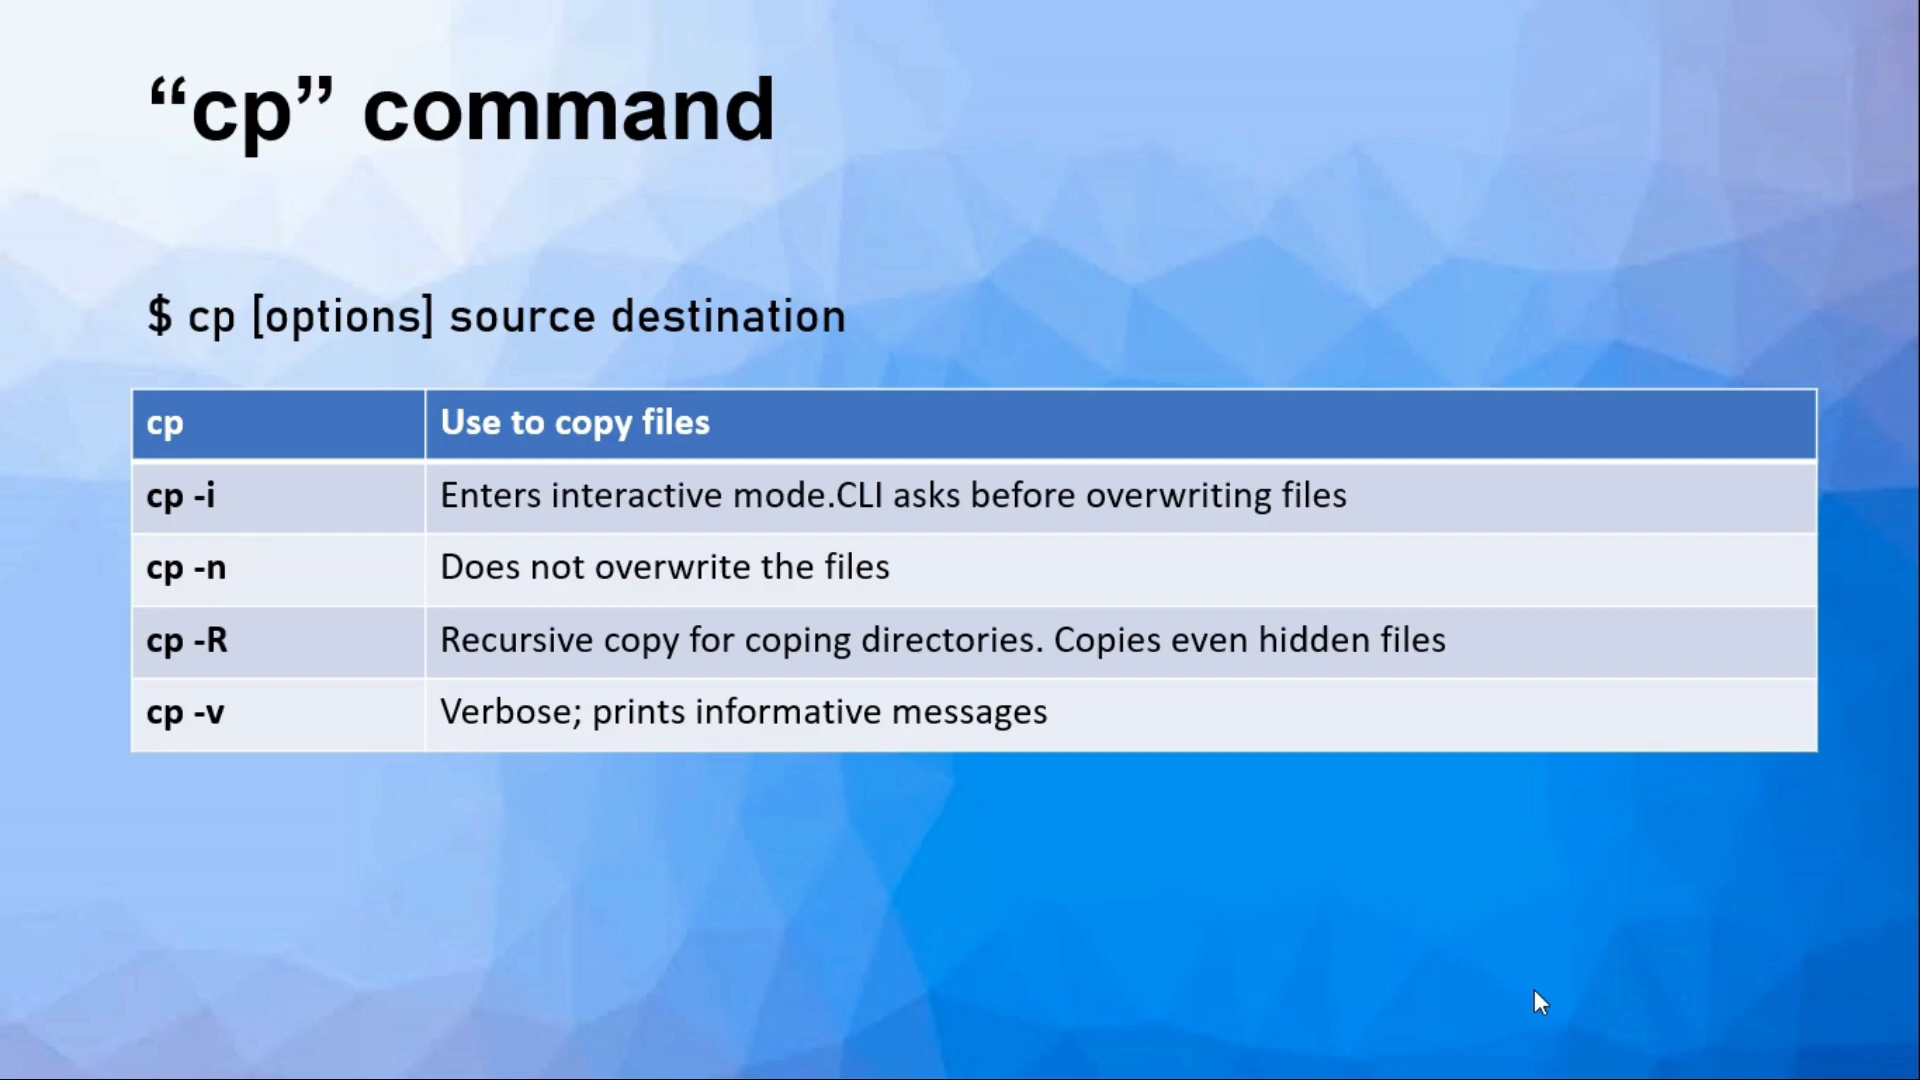 “cp” command
$ cp [options] source destination
cp Use to copy files
cp -i Enters interactive mode.CLI asks before overwriting files
cp -n Does not overwrite the files
cp -R Recursive copy for coping directories. Copies even hidden files
cp -v Verbose; prints informative messages